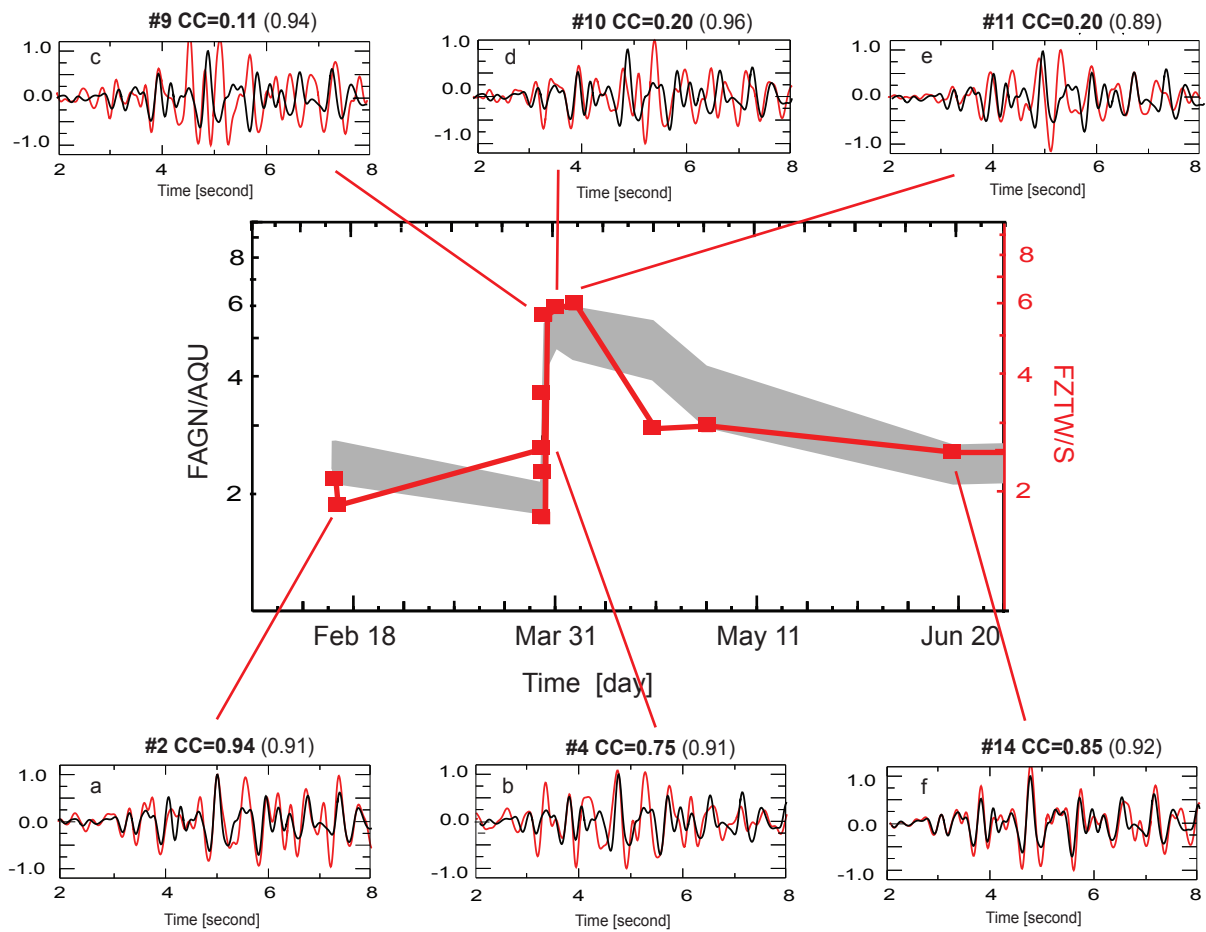 #9 CC=0.11 (0.94)
#10 CC=0.20 (0.96)
#11 CC=0.20 (0.89)
1.0
c
0.0
-1.0
2 4 6 8
Time [second]
1.0
d
0.0
-1.0
2 4 6 8
Time [second]
1.0
e
0.0
-1.0
2 4 6 8
Time [second]
FAGN/AQU
8
6
4
2
8
6
4
2
FZTW/S
Feb 18 Mar 31 May 11 Jun 20
Time [day]
#2 CC=0.94 (0.91)
#4 CC=0.75 (0.91)
#14 CC=0.85 (0.92)
1.0
a
0.0
-1.0
2 4 6 8
Time [second]
1.0
b
0.0
-1.0
2 4 6 8
Time [second]
1.0
f
0.0
-1.0
2 4 6 8
Time [second]